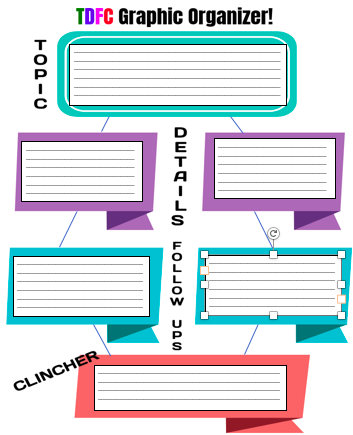 TDFC Graphic Organizer!
TOPIC
DETAILS
FOLLOW UPS
CLINCHER